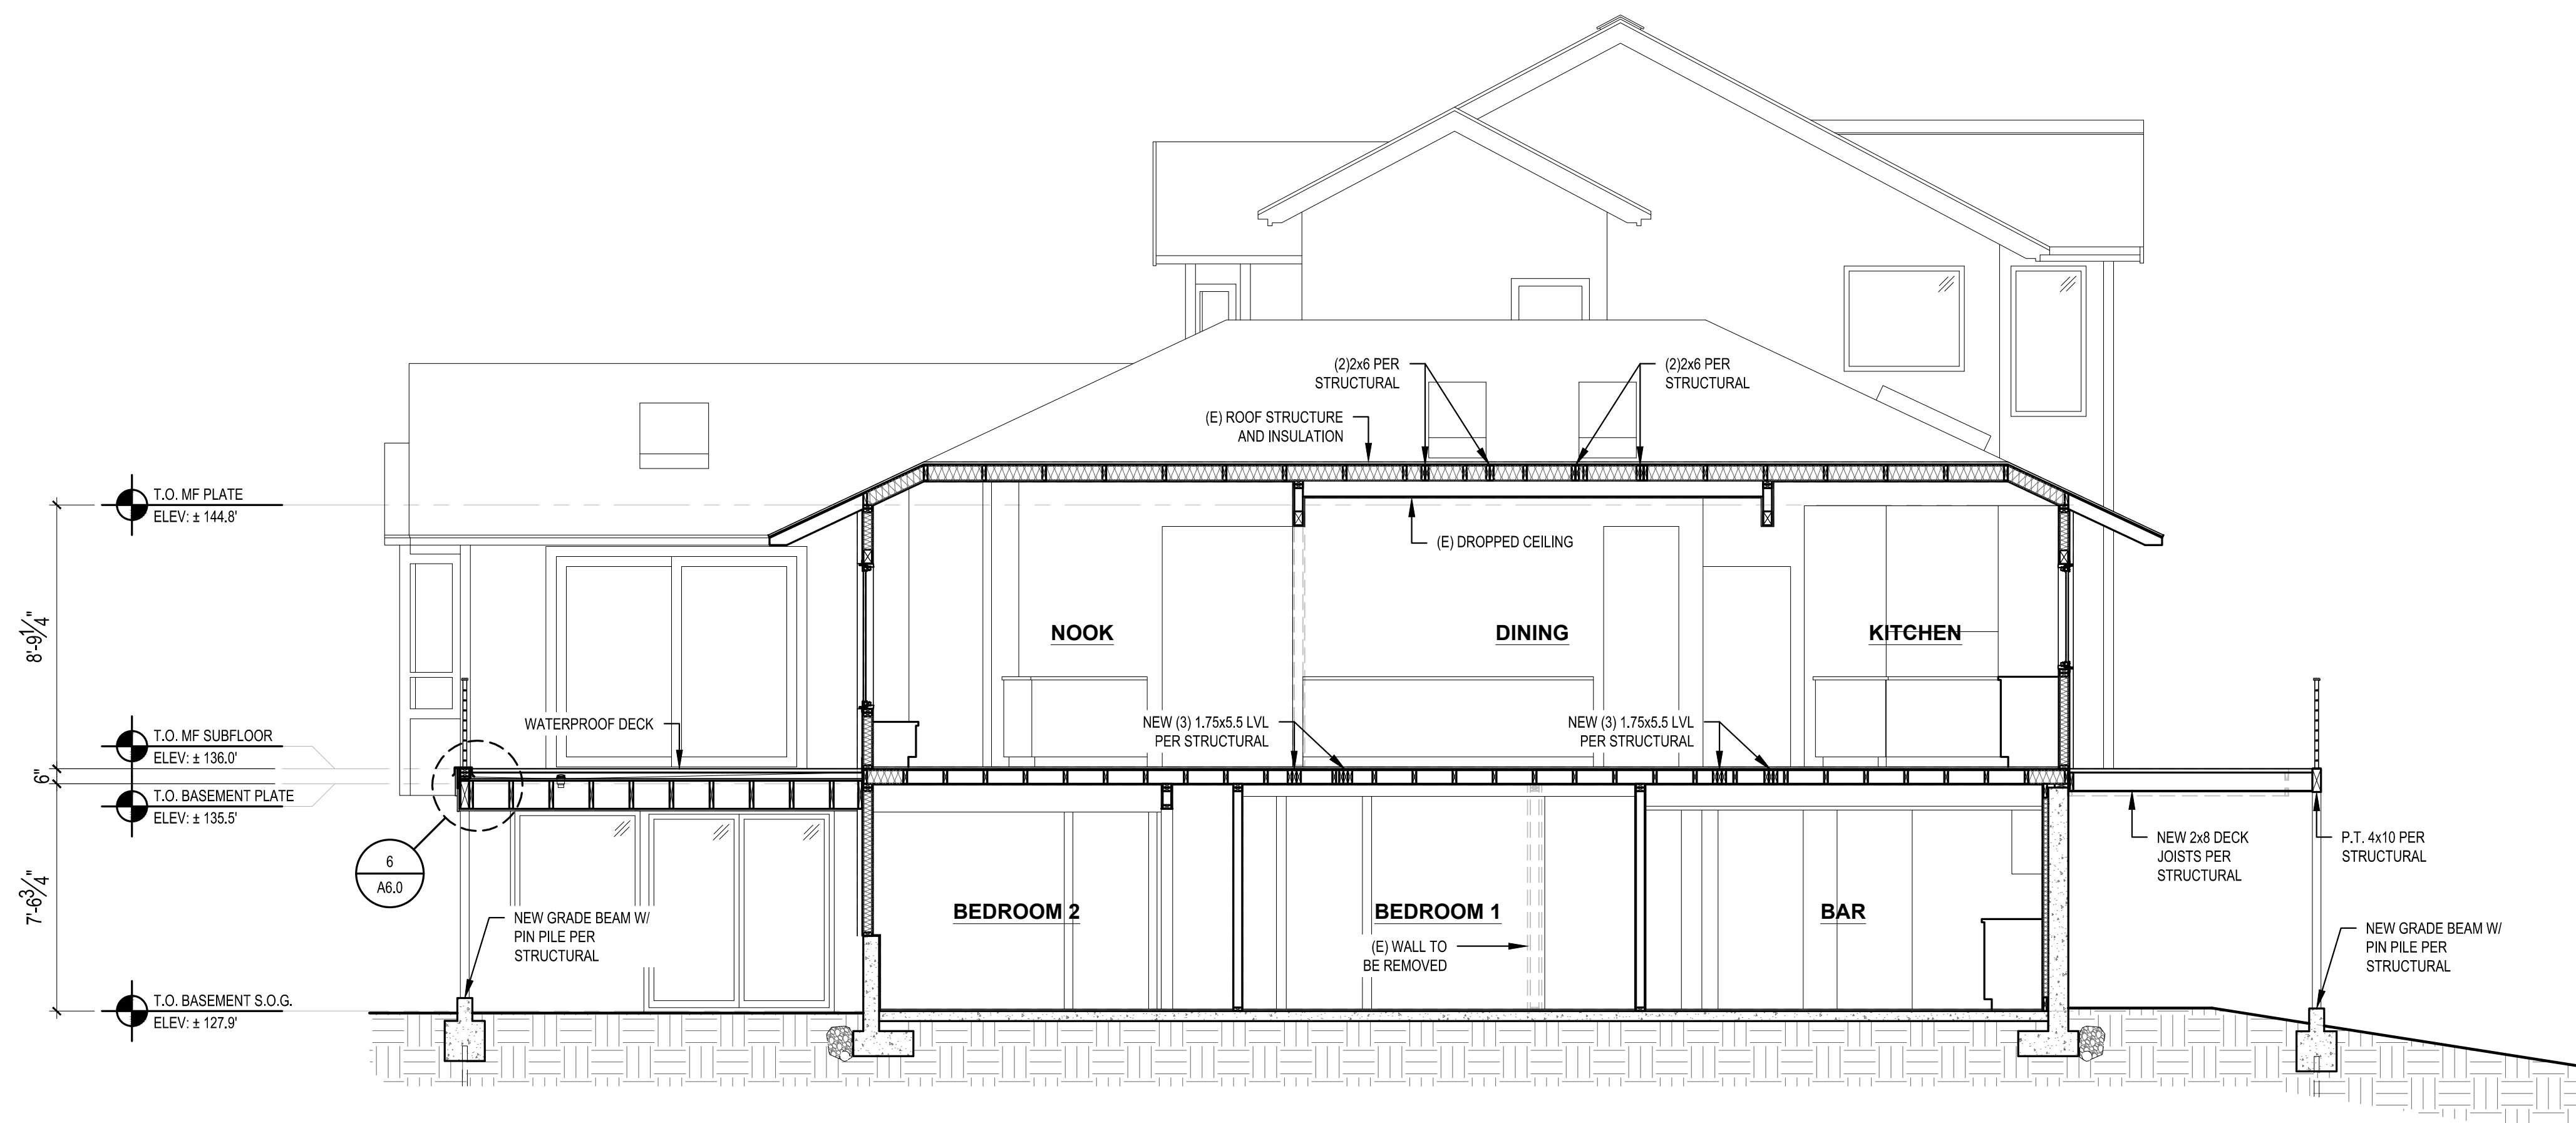 (2)2x6 PER
STRUCTURAL
(2)2x6 PER
STRUCTURAL
(E) ROOF STRUCTURE
AND INSULATION
T.O. MF PLATE
ELEV: ± 144.8'
(E) DROPPED CEILING
8'-9 1/4"
NOOK
DINING
KITCHEN
WATERPROOF DECK
NEW (3) 1.75x5.5 LVL
PER STRUCTURAL
NEW (3) 1.75x5.5 LVL
PER STRUCTURAL
T.O. MF SUBFLOOR
ELEV: ± 136.0'
6"
T.O. BASEMENT PLATE
ELEV: ± 135.5'
6
A6.0
NEW 2x8 DECK
JOISTS PER
STRUCTURAL
P.T. 4x10 PER
STRUCTURAL
7'-6 3/4"
BEDROOM 2
BEDROOM 1
BAR
NEW GRADE BEAM W/
PIN PILE PER
STRUCTURAL
(E) WALL TO
BE REMOVED
NEW GRADE BEAM W/
PIN PILE PER
STRUCTURAL
T.O. BASEMENT S.O.G.
ELEV: ± 127.9'